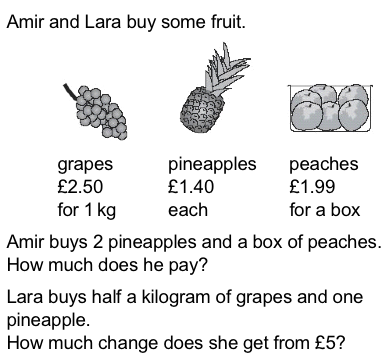 Amir and Lara buy some fruit.
grapes pineapples peaches
£2.50 £1.40 £1.99
for 1 kg each for a box
Amir buys 2 pineapples and a box of peaches.
How much does he pay?
Lara buys half a kilogram of grapes and one
pineapple.
How much change does she get from £5?